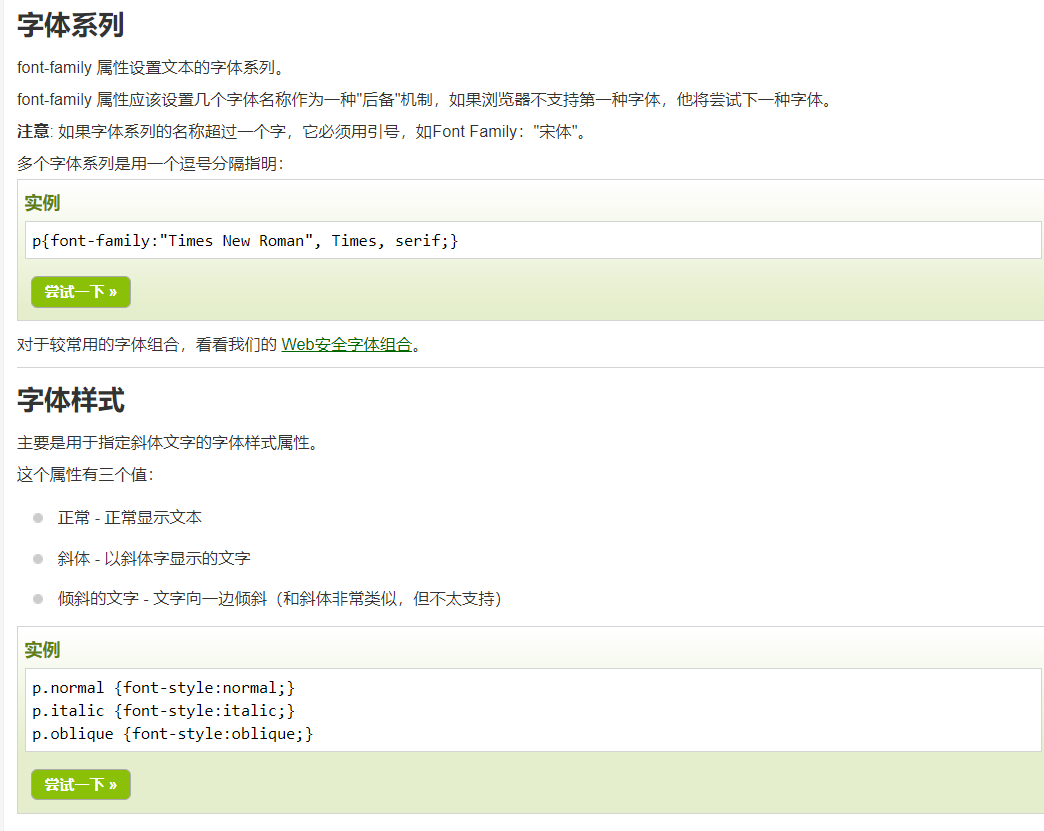 字体系列
font-family 属性设置文本的字体系列。
font-family 属性应该设置几个字体名称作为一种"后备"机制，如果浏览器不支持第一种字体，他将尝试下一种字体。
注意: 如果字体系列的名称超过一个字，它必须用引号，如Font Family："宋体"。
多个字体系列是用一个逗号分隔指明：
实例
p{font-family:"Times New Roman", Times, serif;}
尝试一下 »
对于较常用的字体组合，看看我们的 Web安全字体组合。
字体样式
主要是用于指定斜体文字的字体样式属性。
这个属性有三个值：
正常 - 正常显示文本
斜体 - 以斜体字显示的文字
倾斜的文字 - 文字向一边倾斜（和斜体非常类似，但不太支持）
实例
p.normal {font-style:normal;}
p.italic {font-style:italic;}
p.oblique {font-style:oblique;}
尝试一下 »